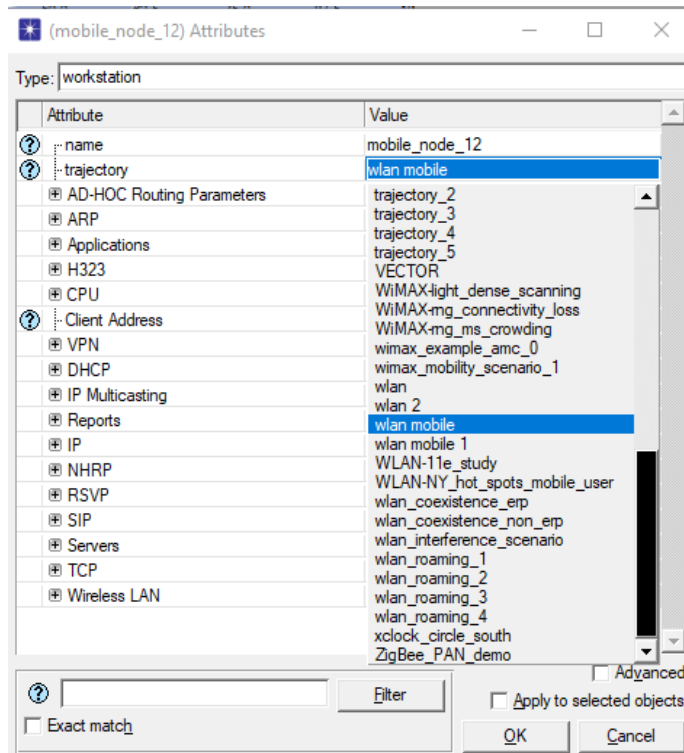 (mobile_node_12) Attributes
Type: workstation
Attribute Value
name mobile_node_12
trajectory wlan mobile
AD-HOC Routing Parameters
ARP
Applications
H323
CPU
Client Address
VPN
DHCP
IP Multicasting
Reports
IP
NHRP
RSVP
SIP
Servers
TCP
Wireless LAN
trajectory_2
trajectory_3
trajectory_4
trajectory_5
VECTOR
WiMAX-light_dense_scanning
WiMAX-mg_connectivity_loss
WiMAX-mg_ms_crowding
wimax_example_amc_0
wimax_mobility_scenario_1
wlan
wlan 2
wlan mobile
wlan mobile 1
WLAN-11e_study
WLAN-NY_hot_spots_mobile_user
wlan_coexistence_erp
wlan_coexistence_non_erp
wlan_interference_scenario
wlan_roaming_1
wlan_roaming_2
wlan_roaming_3
wlan_roaming_4
xclock_circle_south
ZigBee_PAN_demo
Advanced
Filter
Apply to selected objects
Exact match
OK Cancel